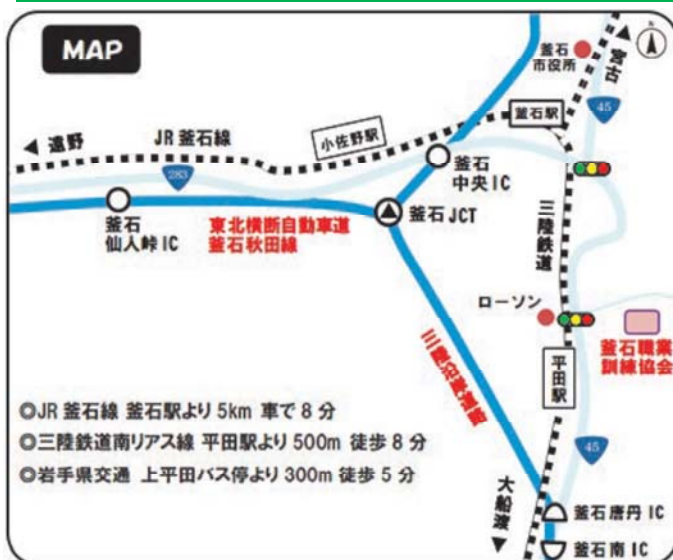 MAP
N
釜石
市役所
宮古
45
釜石駅
遠野
JR 釜石線
小佐野駅
283
釜石
中央 IC
釜石
仙人峠 IC
東北横断自動車道
釜石秋田線
釜石 JCT
三陸鉄道
ローソン
釜石職業
訓練協会
三陸沿岸道路
平田駅
◎JR 釜石線 釜石駅より 5km 車で 8 分
◎三陸鉄道南リアス線 平田駅より 500m 徒歩 8 分
◎岩手県交通 上平田バス停より 300m 徒歩 5 分
45
大船渡
釜石唐丹 IC
釜石南 IC